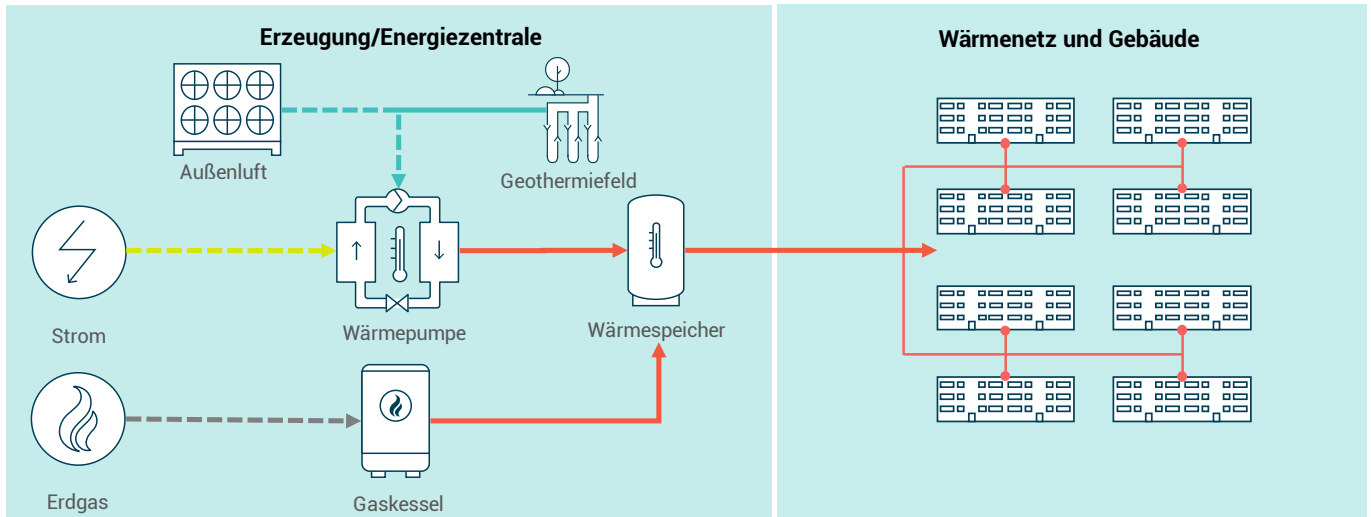 Erzeugung/Energiezentrale
Wärmenetz und Gebäude
Außenluft
Geothermiefeld
Strom
Wärmepumpe
Wärmespeicher
Erdgas
Gaskessel